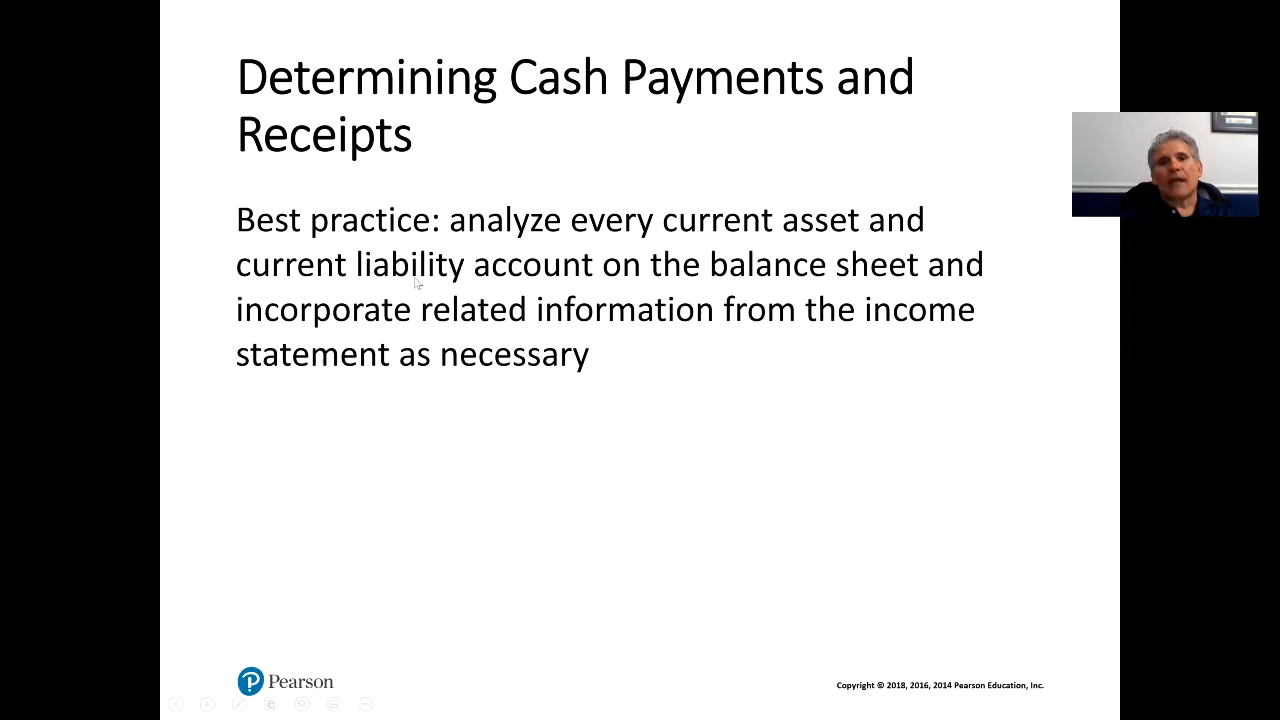 Determining Cash Payments and
Receipts
Best practice: analyze every current asset and
current liability account on the balance sheet and
incorporate related information from the income
statement as necessary
Pearson
Copyright © 2018, 2016, 2014 Pearson Education, Inc.